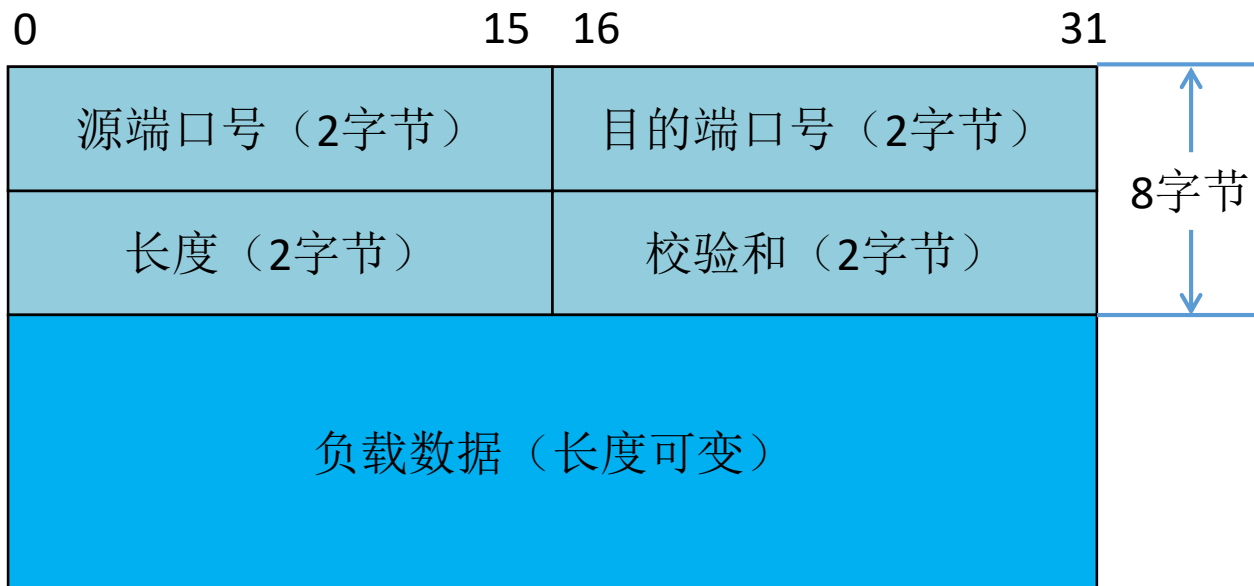 0 15 16 31
源端口号（2字节） 目的端口号（2字节）
8字节
长度（2字节） 校验和（2字节）
负载数据（长度可变）